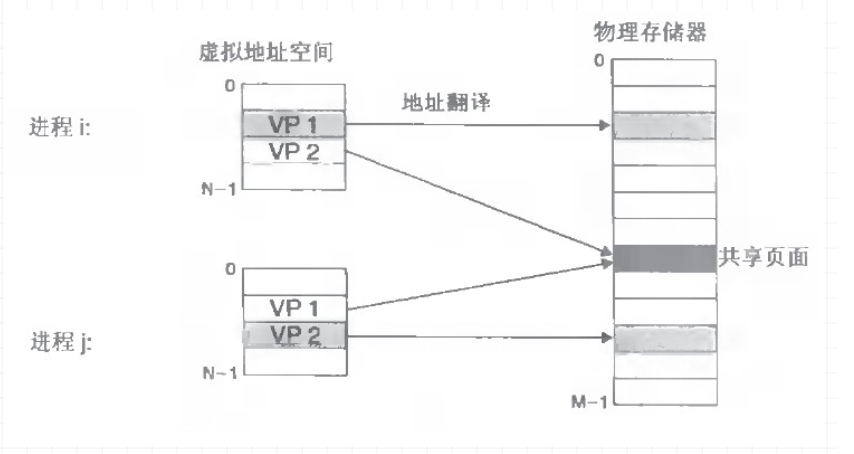 虚拟地址空间
物理存储器
0
0
地址翻译
进程 i:
VP 1
VP 2
N-1
共享页面
0
VP 1
进程 j:
VP 2
N-1
M-1